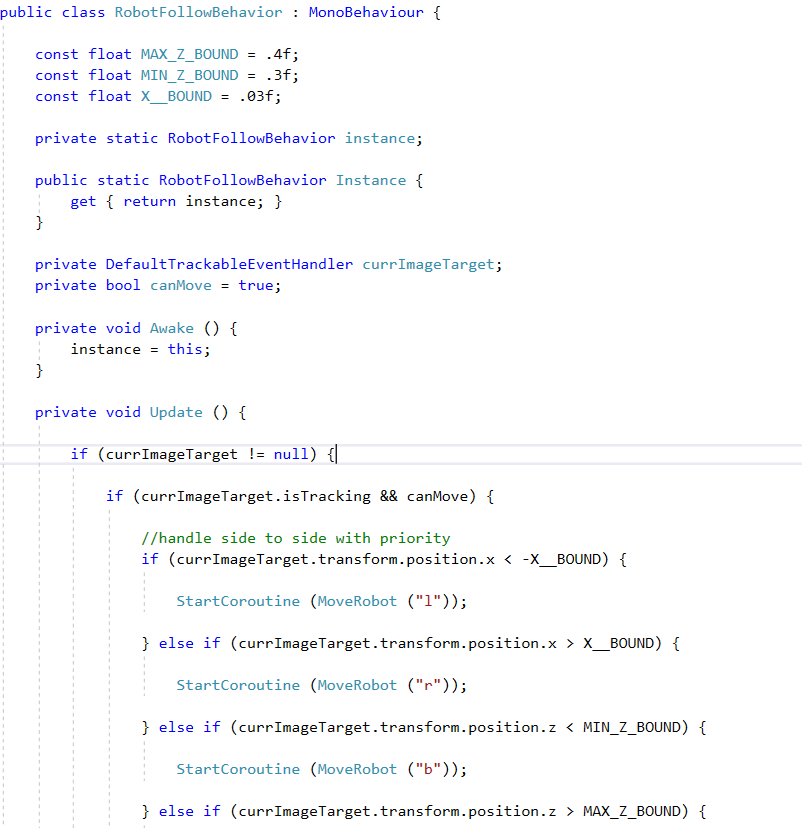 public class RobotFollowBehavior : MonoBehaviour {
const float MAX_Z_BOUND = .4f;
const float MIN_Z_BOUND = .3f;
const float X__BOUND = .03f;
private static RobotFollowBehavior instance;
public static RobotFollowBehavior Instance {
get { return instance; }
}
private DefaultTrackableEventHandler currImageTarget;
private bool canMove = true;
private void Awake () {
instance = this;
}
private void Update () {
if (currImageTarget != null) {
if (currImageTarget.isTracking && canMove) {
//handle side to side with priority
if (currImageTarget.transform.position.x < -X__BOUND) {
StartCoroutine (MoveRobot ("l"));
} else if (currImageTarget.transform.position.x > X__BOUND) {
StartCoroutine (MoveRobot ("r"));
} else if (currImageTarget.transform.position.z < MIN_Z_BOUND) {
StartCoroutine (MoveRobot ("b"));
} else if (currImageTarget.transform.position.z > MAX_Z_BOUND) {